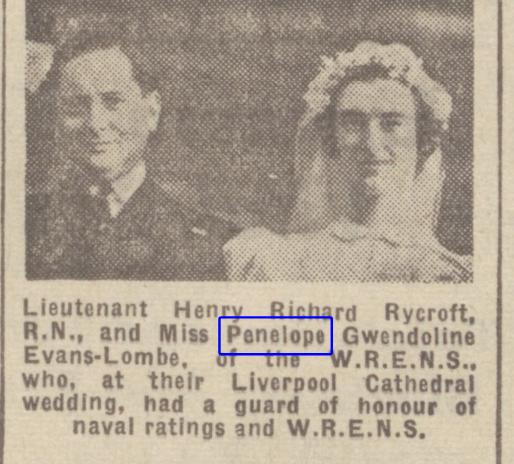 Lieutenant Henry Richard Rycroft,
R.N., and Miss Penelope Gwendoline
Evans-Lombe, of the W.R.E.N.S.,
who, at their Liverpool Cathedral
wedding, had a guard of honour of
naval ratings and W.R.E.N.S.